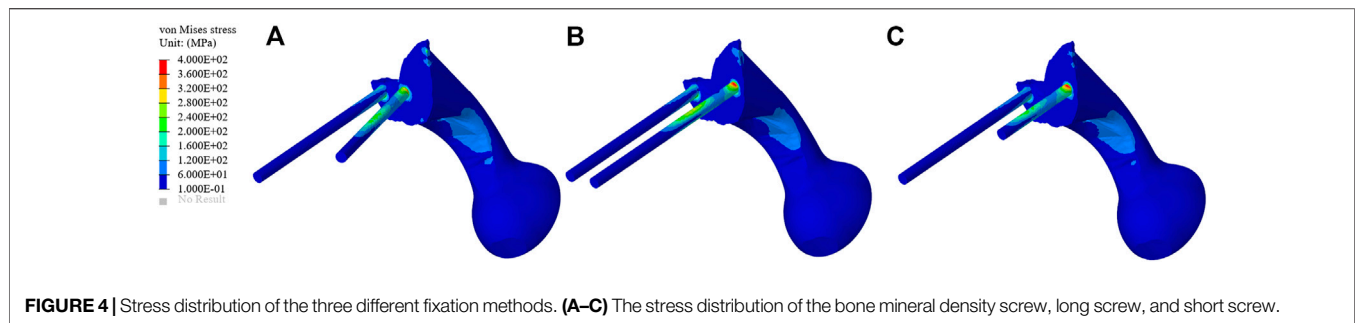 von Mises stress
Unit: (MPa)
4.000E+02
3.600E+02
3.200E+02
2.800E+02
2.400E+02
2.000E+02
1.600E+02
1.200E+02
6.000E+01
1.000E-01
No Result
A
B
C
FIGURE 4 | Stress distribution of the three different fixation methods. (A–C) The stress distribution of the bone mineral density screw, long screw, and short screw.